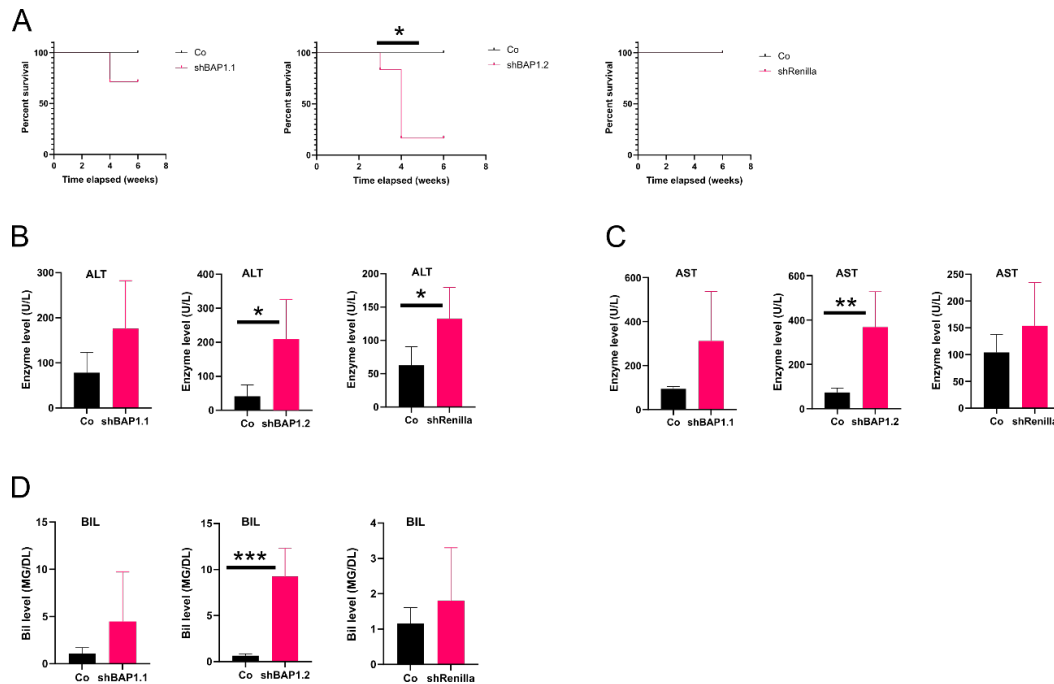 A
Percent survival
100
50
0
0 2 4 6 8
Time elapsed (weeks)
Co
shBAP1.1
*
Percent survival
100
50
0
0 2 4 6 8
Time elapsed (weeks)
Co
shBAP1.2
Percent survival
100
50
0
0 2 4 6 8
Time elapsed (weeks)
Co
shRenilla
B
ALT
Enzyme level (U/L)
300
200
100
0
Co shBAP1.1
ALT
Enzyme level (U/L)
400
300
200
100
0
*
Co shBAP1.2
ALT
Enzyme level (U/L)
200
150
100
50
0
*
Co shRenilla
C
AST
Enzyme level (U/L)
600
400
200
0
Co shBAP1.1
AST
Enzyme level (U/L)
600
400
200
0
**
Co shBAP1.2
AST
Enzyme level (U/L)
250
200
150
100
50
0
Co shRenilla
D
BIL
Bil level (MG/DL)
15
10
5
0
Co shBAP1.1
BIL
Bil level (MG/DL)
15
10
5
0
***
Co shBAP1.2
BIL
Bil level (MG/DL)
4
3
2
1
0
Co shRenilla